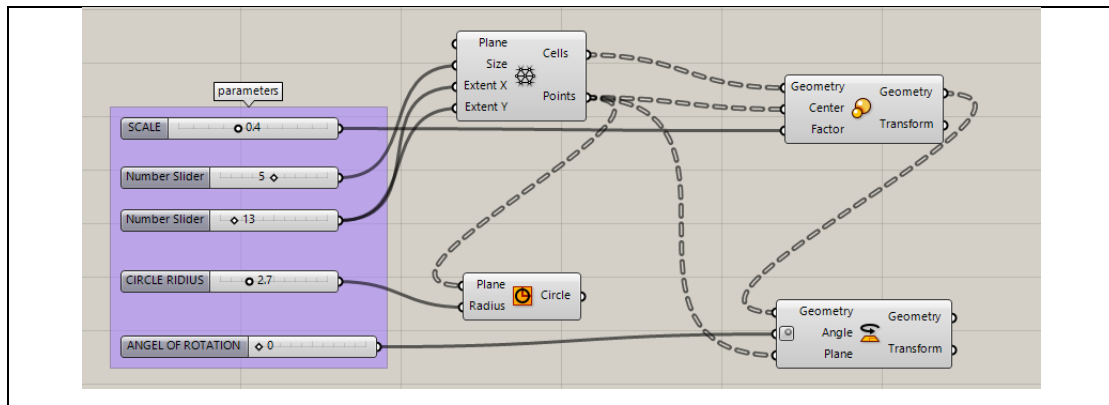 parameters
SCALE 0.4
Number Slider 5
Number Slider 13
CIRCLE RIDIUS 2.7
ANGEL OF ROTATION 0
Plane
Size
Extent X
Extent Y
Cells
Points
Geometry
Center
Factor
Geometry
Transform
Plane
Radius
Circle
Geometry
Angle
Plane
Geometry
Transform